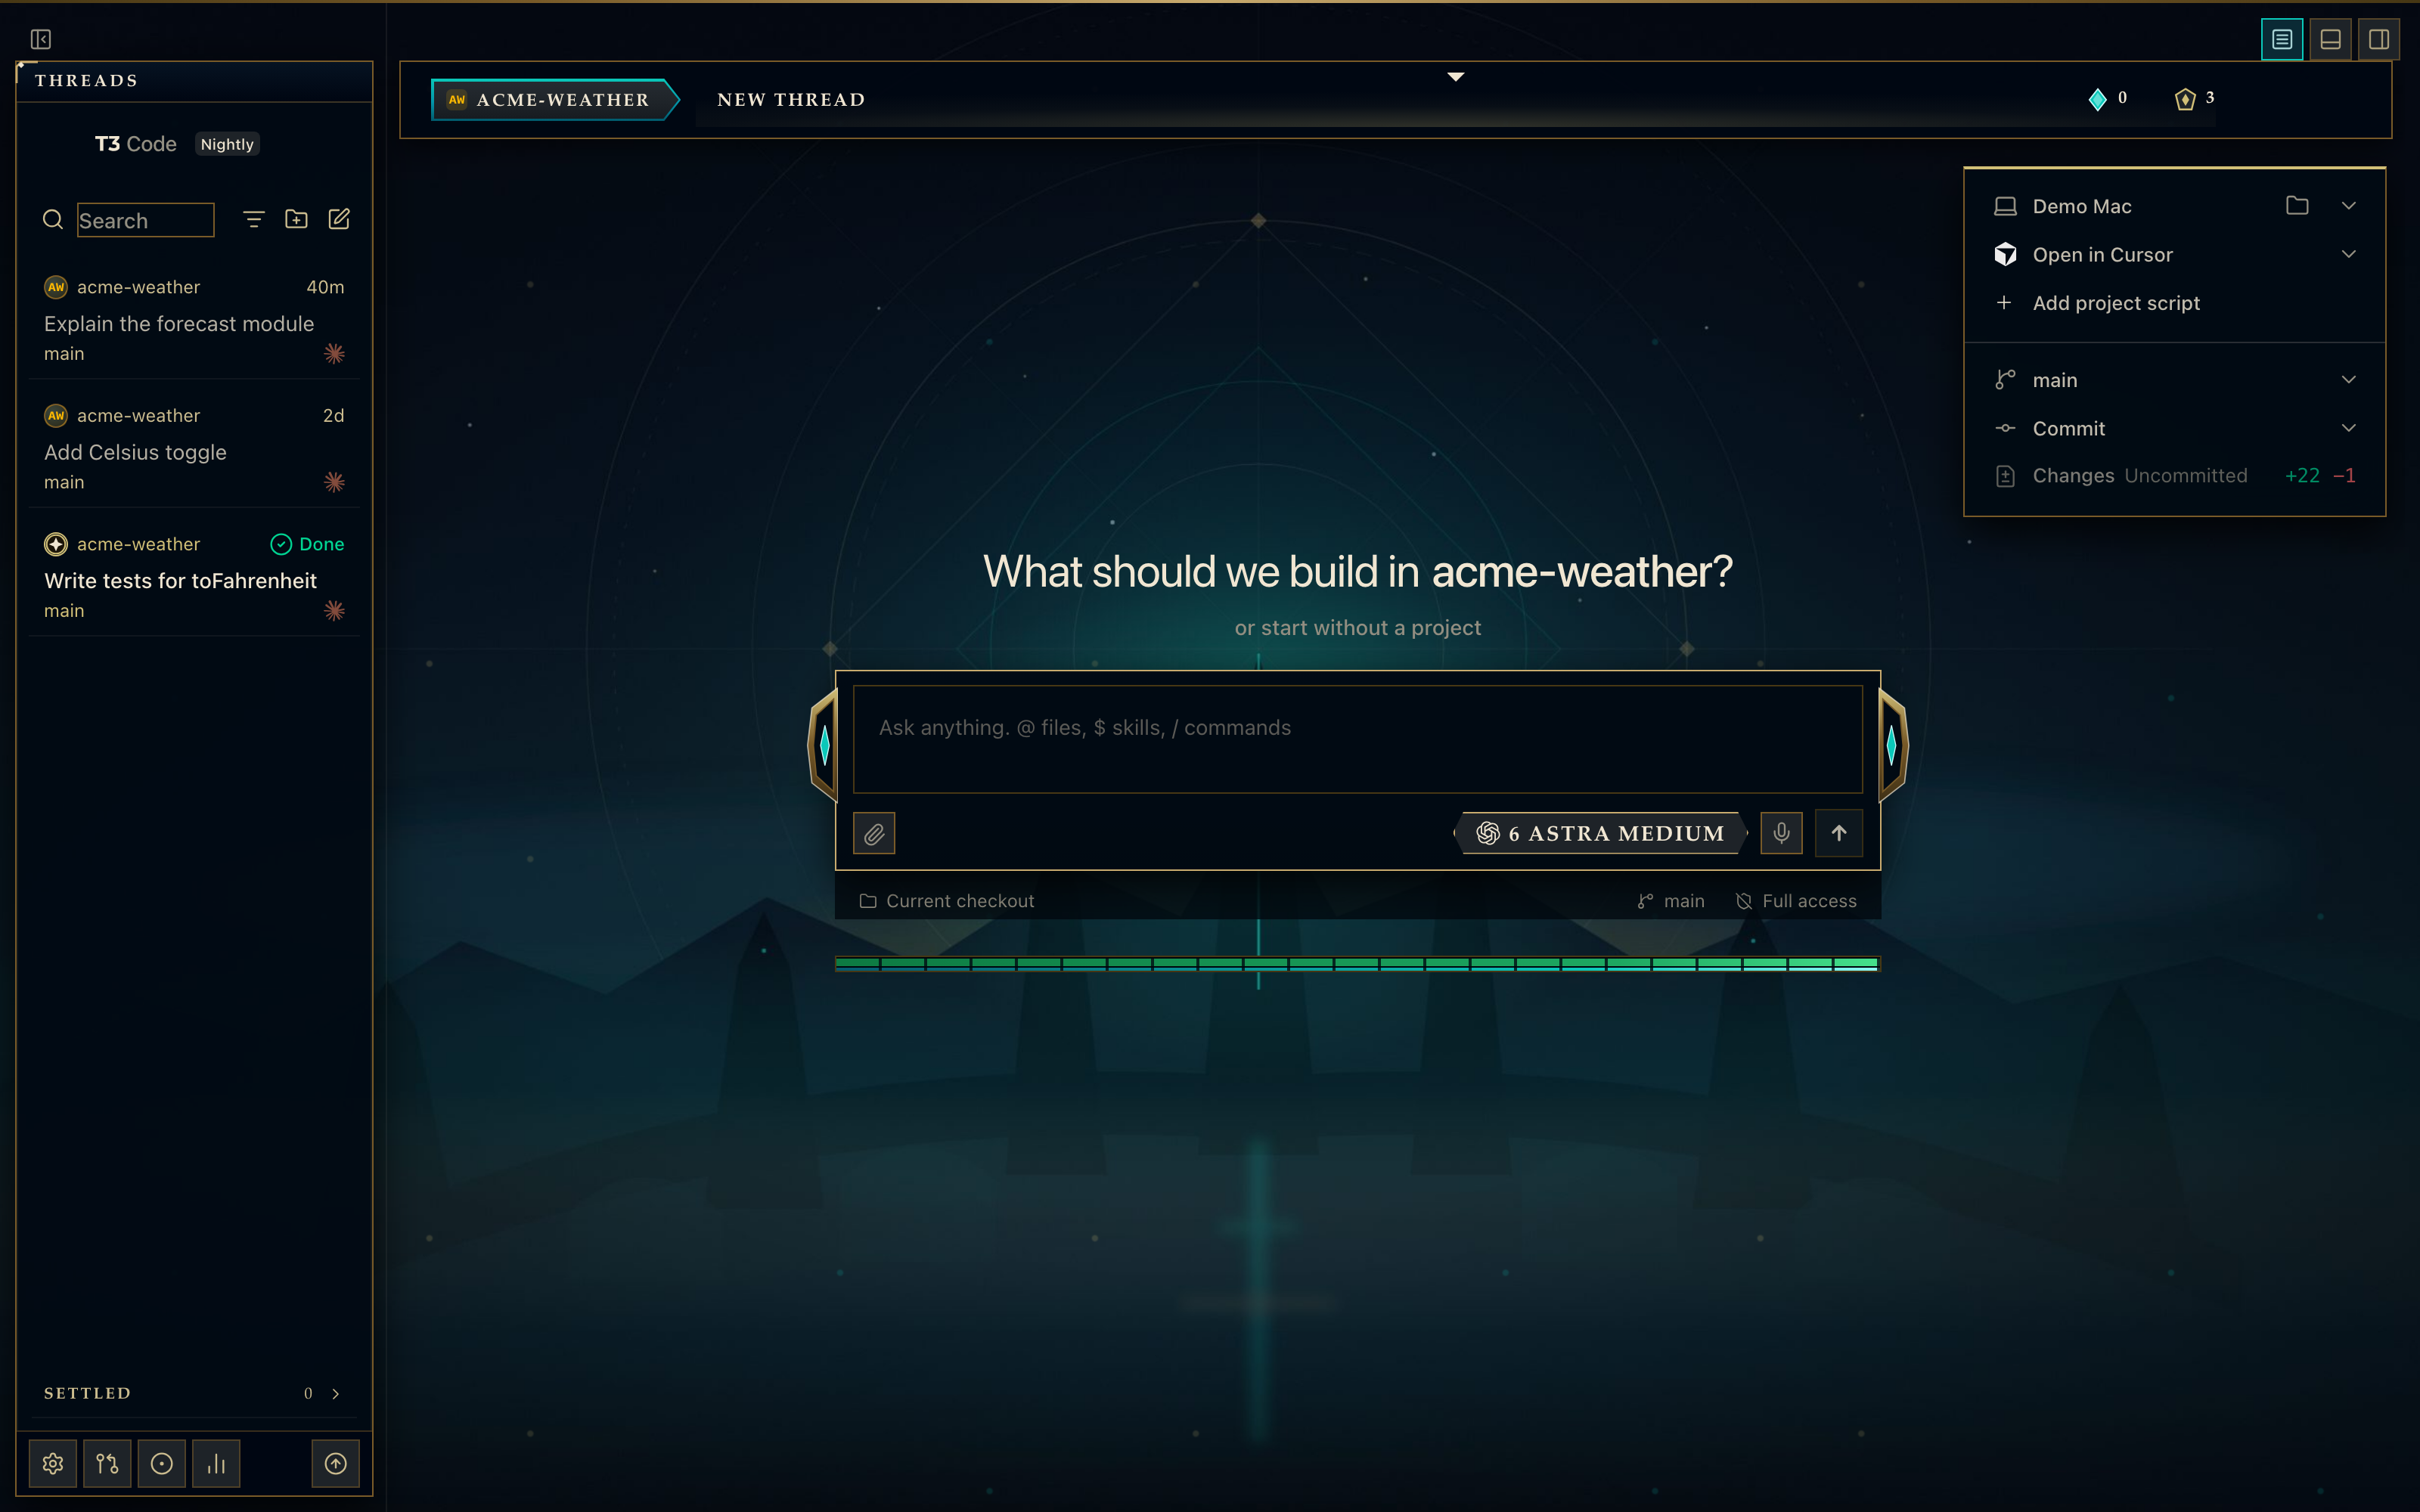 THREADS
T3 Code Nightly
Search
AW acme-weather 40m
Explain the forecast module
main
AW acme-weather 2d
Add Celsius toggle
main
acme-weather Done
Write tests for toFahrenheit
main
SETTLED 0
AW ACME-WEATHER NEW THREAD 0 3
Demo Mac
Open in Cursor
Add project script
main
Commit
Changes Uncommitted +22 −1
What should we build in acme-weather?
or start without a project
Ask anything. @ files, $ skills, / commands
6 ASTRA MEDIUM
Current checkout main Full access